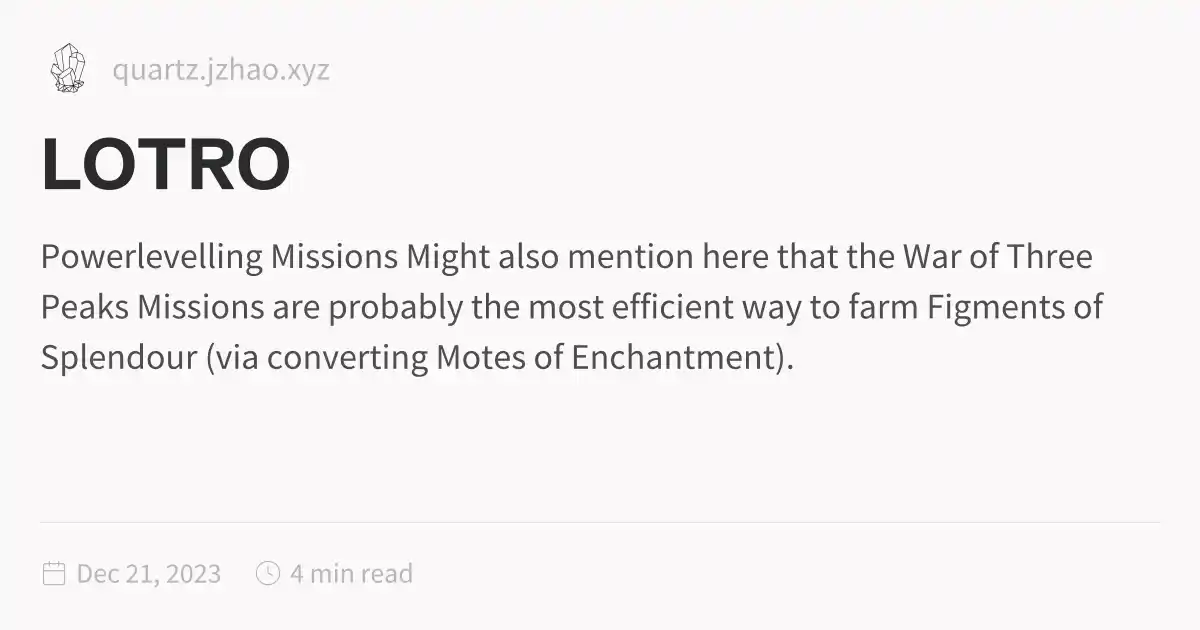 quartz.jzhao.xyz
LOTRO
Powerlevelling Missions Might also mention here that the War of Three
Peaks Missions are probably the most efficient way to farm Figments of
Splendour (via converting Motes of Enchantment).
Dec 21, 2023 4 min read